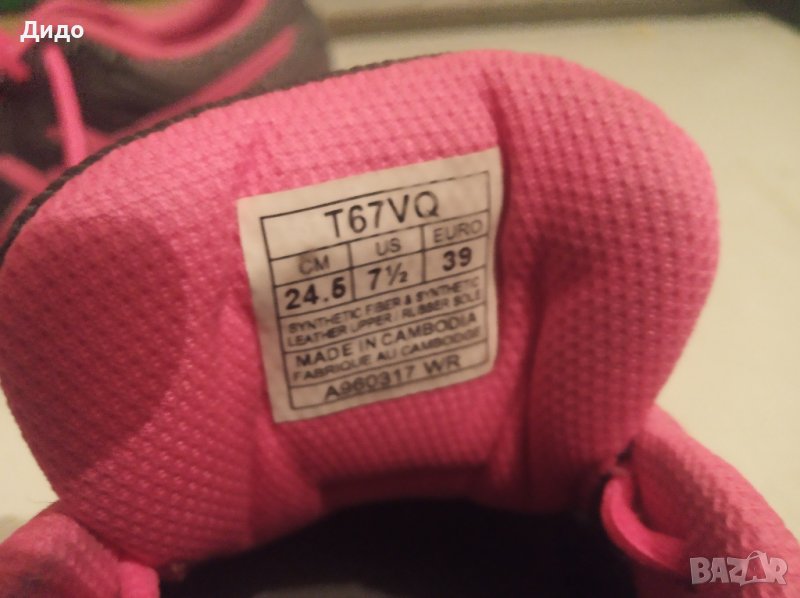 Дидо
T67VQ
CM US EURO
24.5 7½ 39
SYNTHETIC FIBER & SYNTHETIC
LEATHER UPPER / RUBBER SOLE
MADE IN CAMBODIA
FABRIQUE AU CAMBODGE
A960317 WR
BAZAR